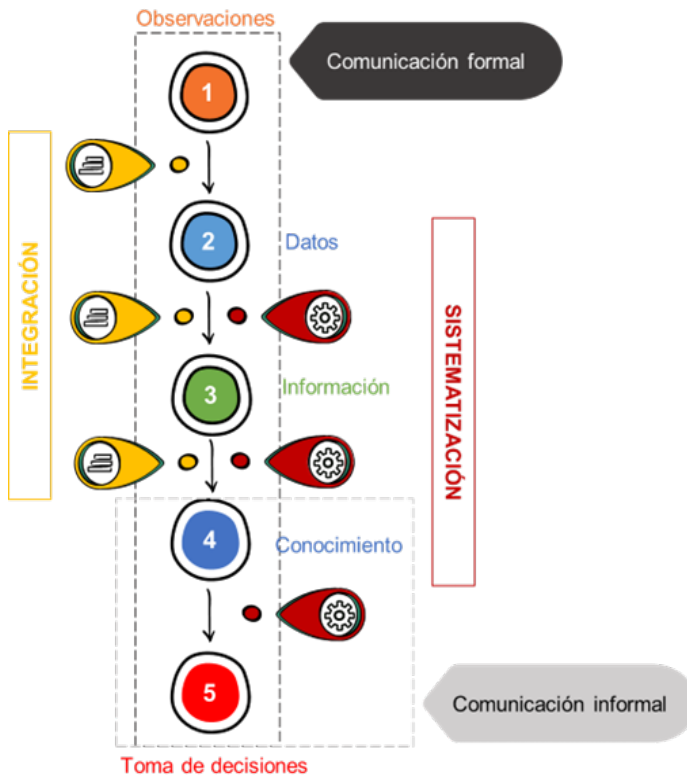 Observaciones
Comunicación formal
1
INTEGRACIÓN
2
Datos
SISTEMATIZACIÓN
3
Información
4
Conocimiento
5
Comunicación informal
Toma de decisiones